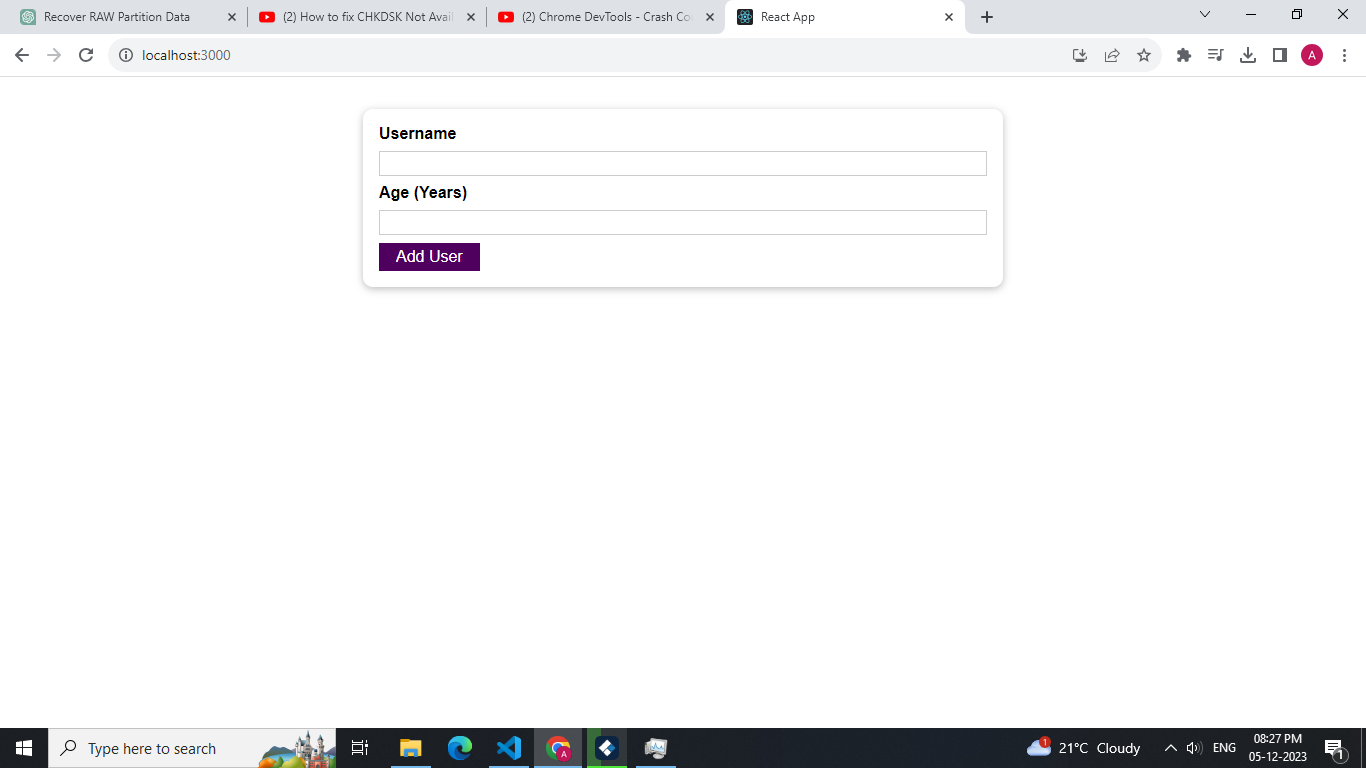 Recover RAW Partition Data
(2) How to fix CHKDSK Not Avail
(2) Chrome DevTools - Crash Co
React App
localhost:3000
A
Username
Age (Years)
Add User
Type here to search
A
1
21°C Cloudy
ENG
08:27 PM
05-12-2023
1